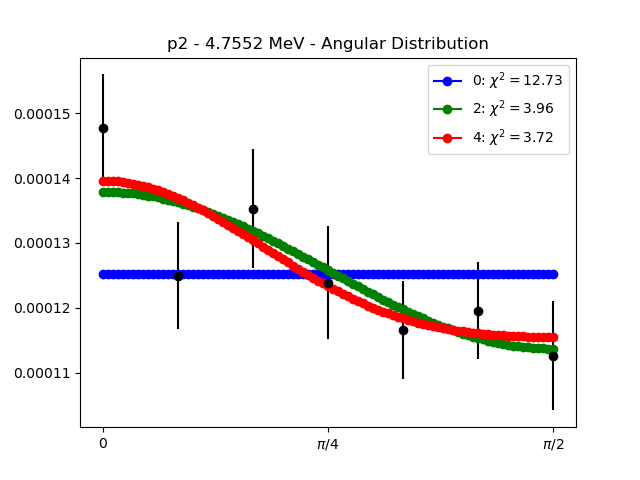 p2 - 4.7552 MeV - Angular Distribution
0: χ² = 12.73
2: χ² = 3.96
4: χ² = 3.72
0.00015
0.00014
0.00013
0.00012
0.00011
0 π/4 π/2